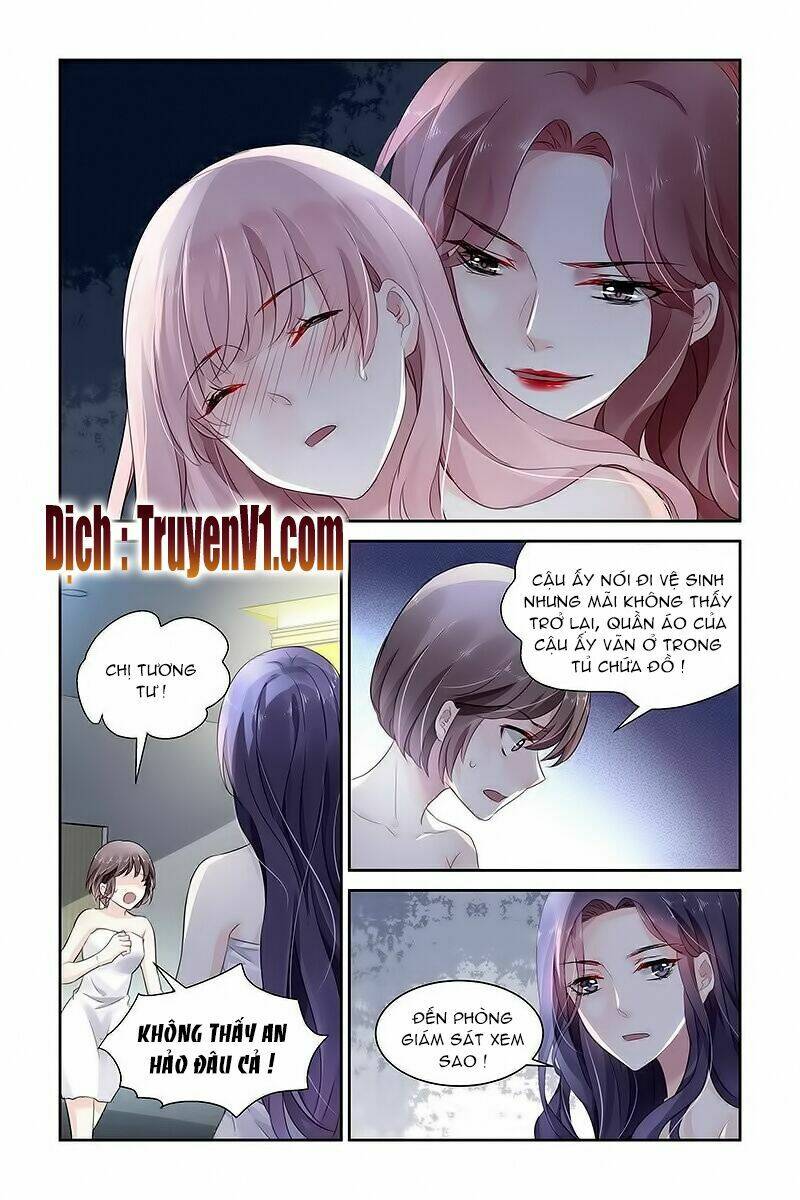 Dịch : TruyenV1.com
CHỊ TƯƠNG
TƯ !
KHÔNG THẤY AN
HẢO ĐÂU CẢ !
CẬU ẤY NÓI ĐI VỆ SINH
NHƯNG MÃI KHÔNG THẤY
TRỞ LẠI, QUẦN ÁO CỦA
CẬU ẤY VĂN Ở TRONG
TỦ CHỨA ĐỒ !
ĐẾN PHÒNG
GIÁM SÁT XEM
SAO !